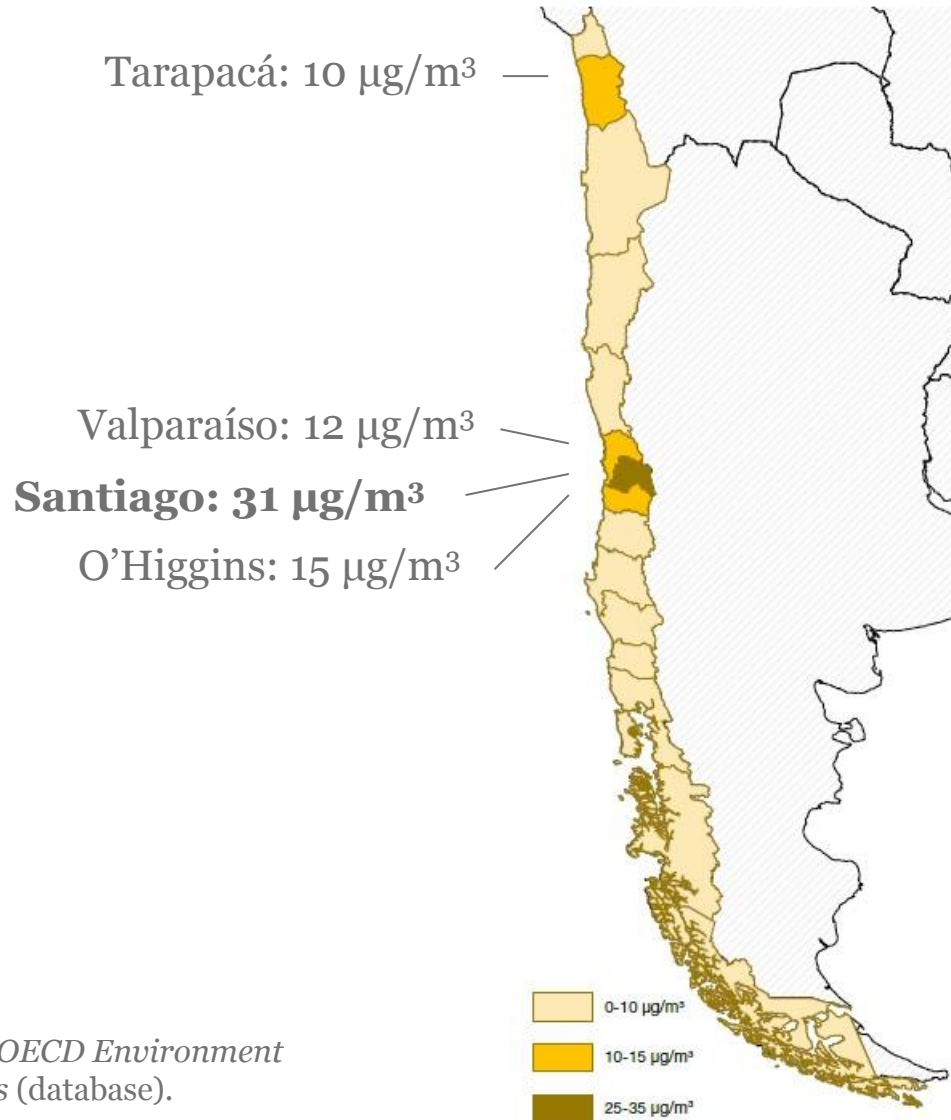 Tarapacá: 10 µg/m³
Valparaíso: 12 µg/m³
Santiago: 31 µg/m³
O’Higgins: 15 µg/m³
0-10 µg/m³
10-15 µg/m³
25-35 µg/m³
OECD Environment
s (database).